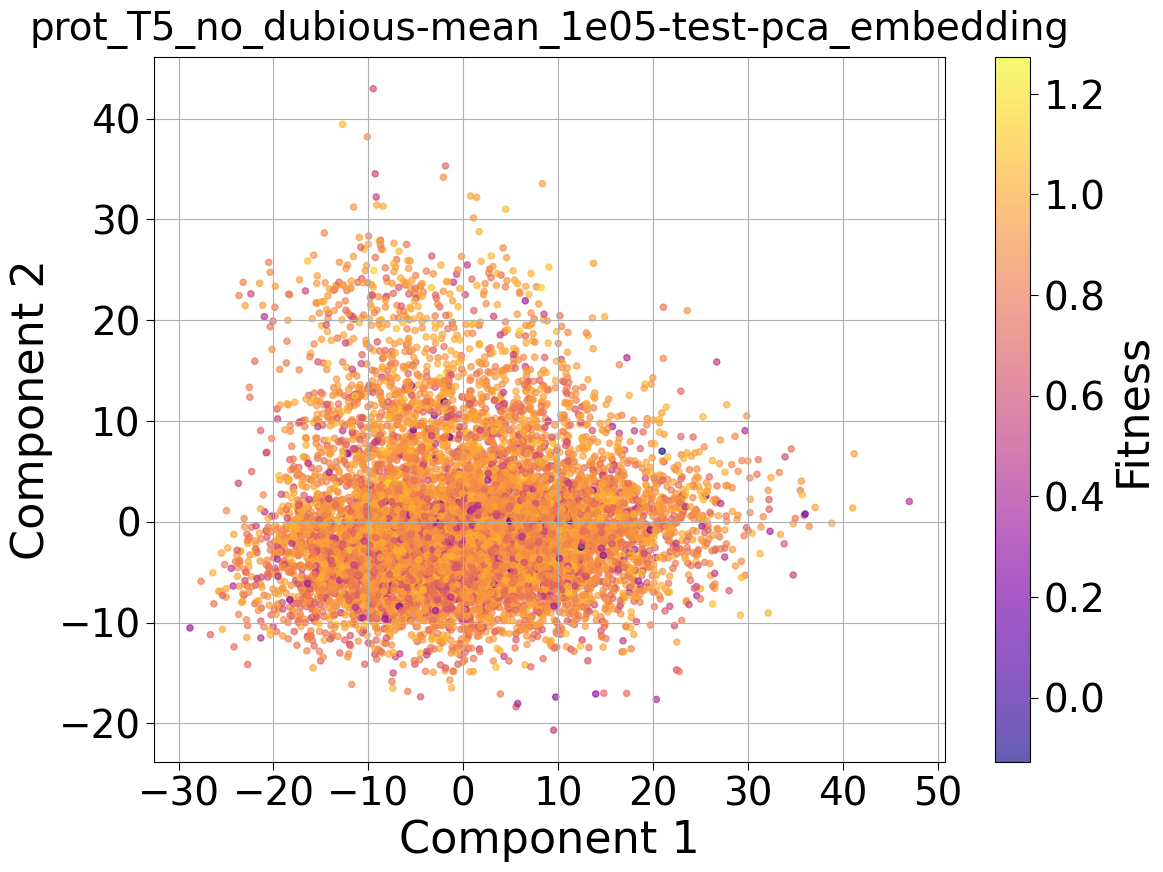 prot_T5_no_dubious-mean_1e05-test-pca_embedding
40
30
20
10
0
−10
−20
Component 2
−30 −20 −10 0 10 20 30 40 50
Component 1
1.2
1.0
0.8
0.6
0.4
0.2
0.0
Fitness